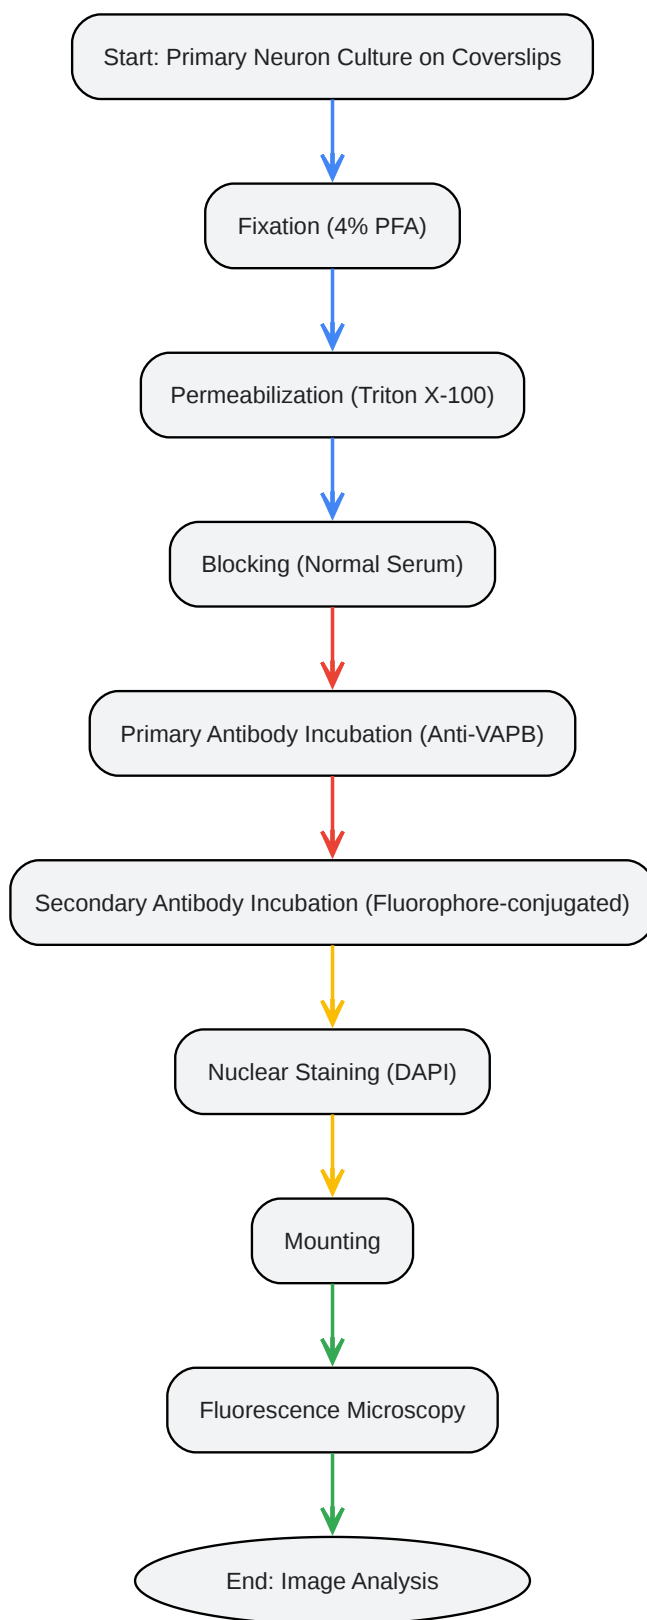 Start: Primary Neuron Culture on Coverslips
Fixation (4% PFA)
Permeabilization (Triton X-100)
Blocking (Normal Serum)
Primary Antibody Incubation (Anti-VAPB)
Secondary Antibody Incubation (Fluorophore-conjugated)
Nuclear Staining (DAPI)
Mounting
Fluorescence Microscopy
End: Image Analysis